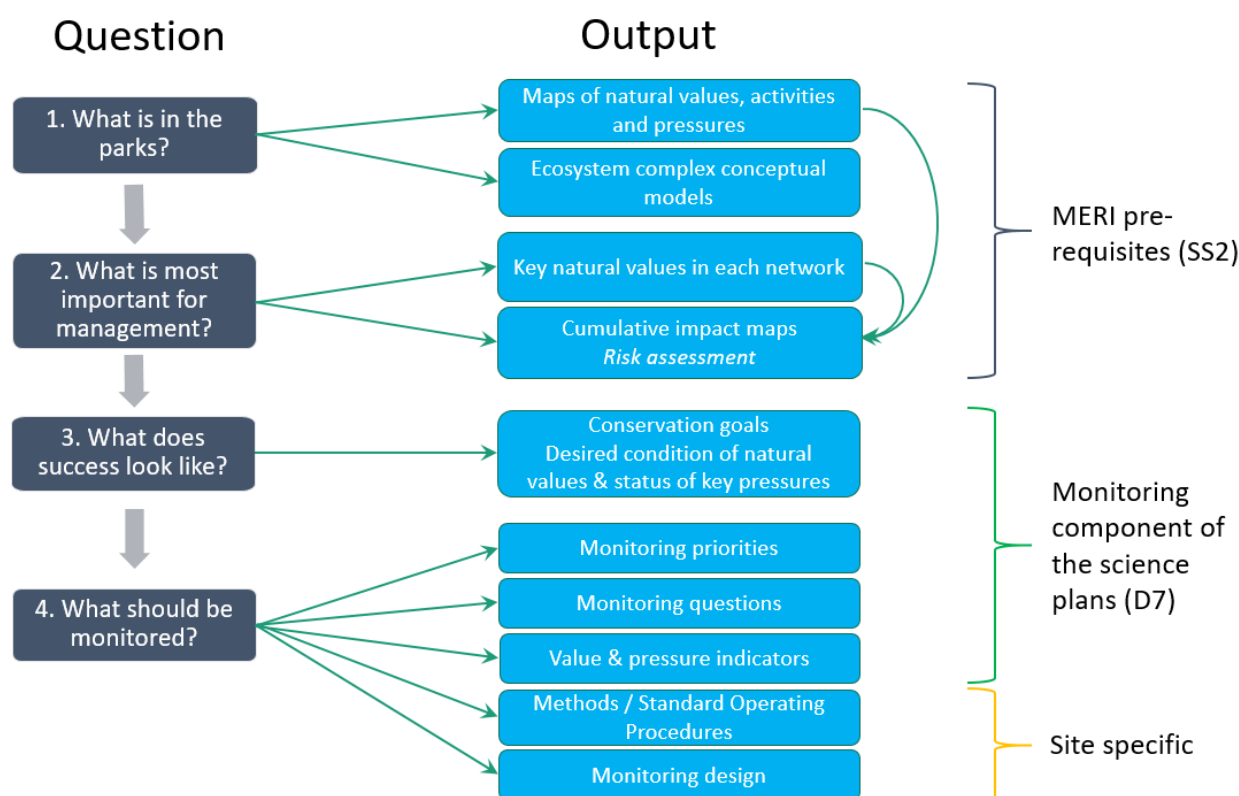 Question
Output
1. What is in the
parks?
Maps of natural values, activities
and pressures
Ecosystem complex conceptual
models
2. What is most
important for
management?
Key natural values in each network
Cumulative impact maps
Risk assessment
MERI pre-
requisites (SS2)
3. What does
success look like?
Conservation goals
Desired condition of natural
values & status of key pressures
4. What should be
monitored?
Monitoring priorities
Monitoring questions
Value & pressure indicators
Monitoring
component of
the science
plans (D7)
Methods / Standard Operating
Procedures
Monitoring design
Site specific